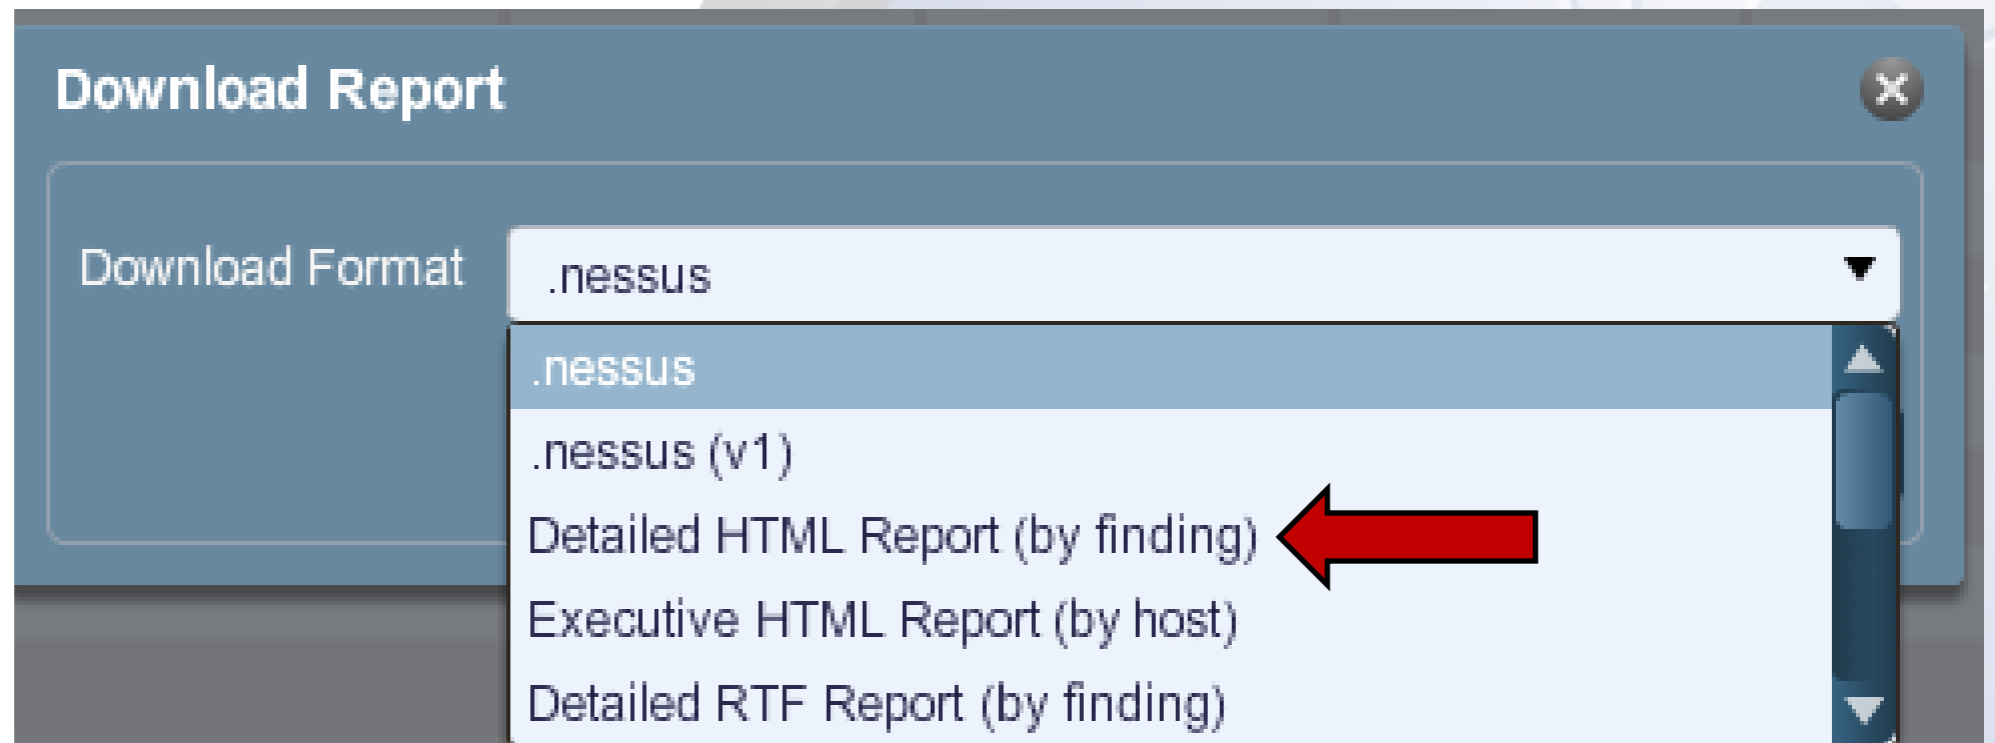 Download Report
Download Format
.nessus
.nessus
.nessus (v1)
Detailed HTML Report (by finding)
Executive HTML Report (by host)
Detailed RTF Report (by finding)